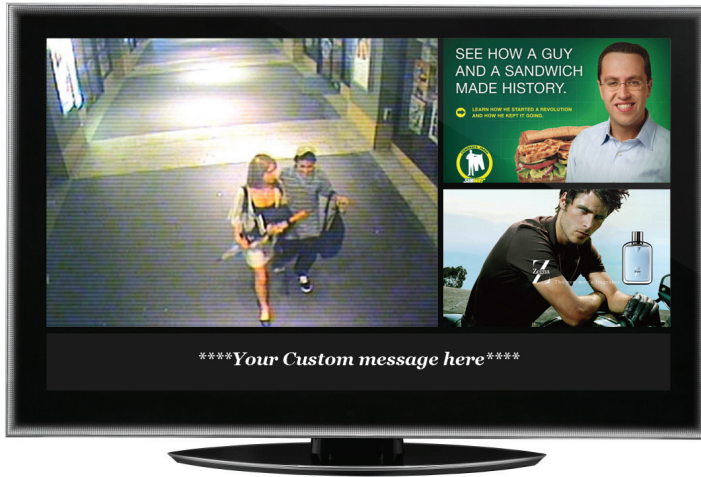 SEE HOW A GUY
AND A SANDWICH
MADE HISTORY.
LEARN HOW HE STARTED A REVOLUTION
AND HOW HE KEPT IT GOING.
Z
Zegna
****Your Custom message here****